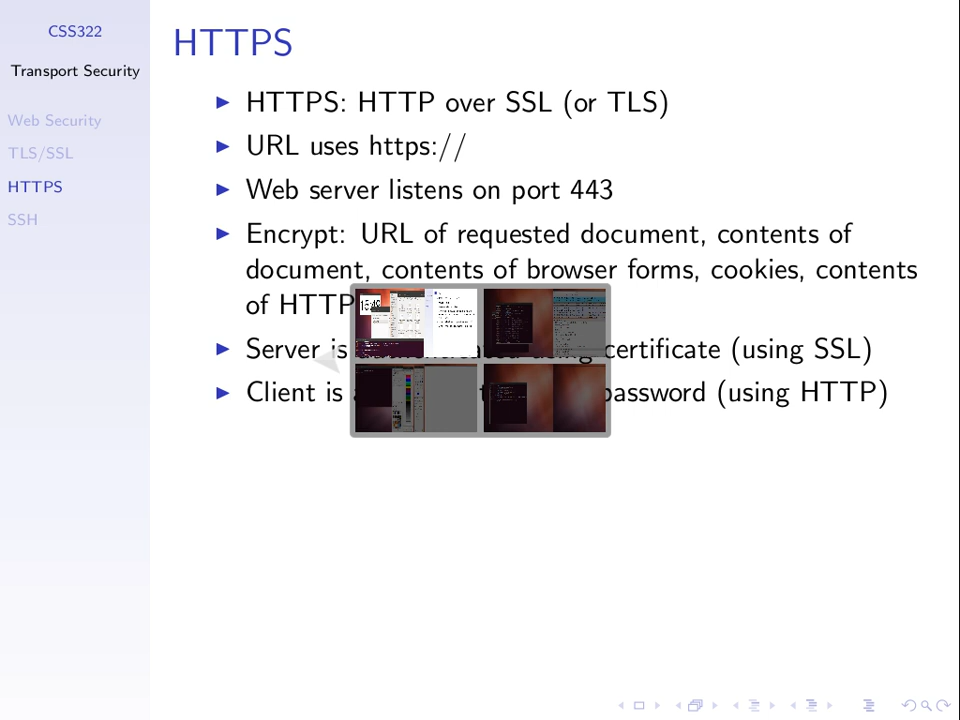 CSS322
Transport Security
Web Security
TLS/SSL
HTTPS
SSH
HTTPS
HTTPS: HTTP over SSL (or TLS)
URL uses https://
Web server listens on port 443
Encrypt: URL of requested document, contents of
document, contents of browser forms, cookies, contents
of HTTP
Server is using certificate (using SSL)
Client is password (using HTTP)